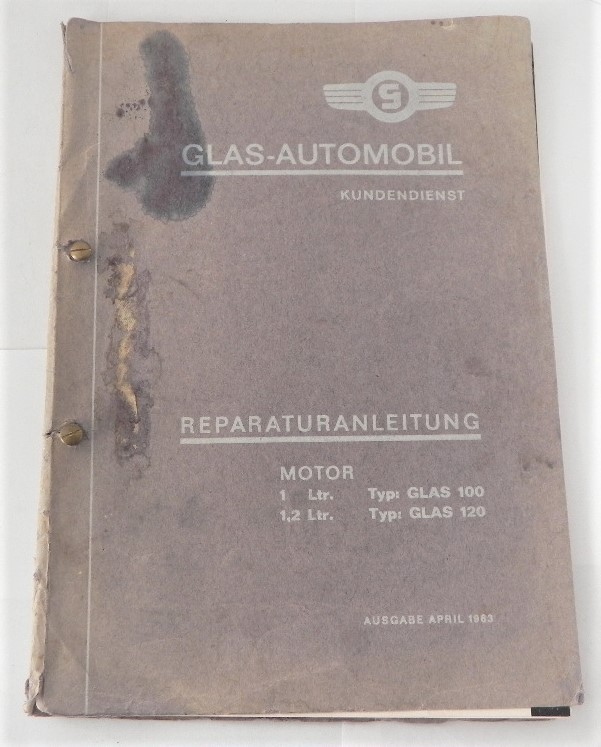 G
GLAS-AUTOMOBIL
KUNDENDIENST
REPARATURANLEITUNG
MOTOR
1 Ltr. Typ: GLAS 100
1,2 Ltr. Typ: GLAS 120
AUSGABE APRIL 1963